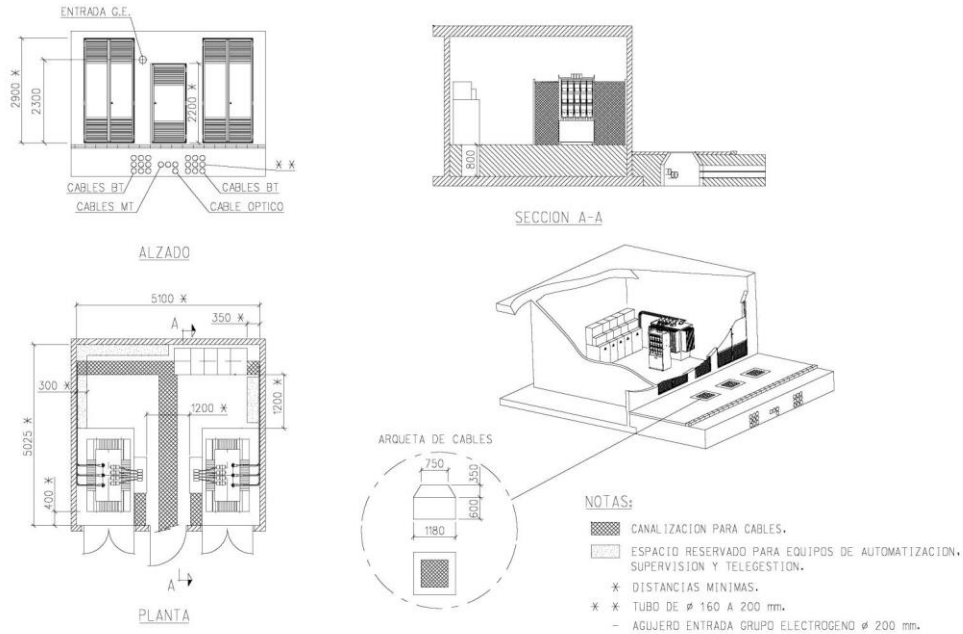 ENTRADA G.E.
2900 *
2300
2200 *
* *
CABLES BT
CABLES BT
CABLES MT
CABLE OPTICO
ALZADO
800
SECCION A-A
5100 *
A
350 *
300 *
1200 *
1200 *
5025 *
400 *
A
PLANTA
ARQUETA DE CABLES
750
350
600
1180
NOTAS:
CANALIZACION PARA CABLES.
ESPACIO RESERVADO PARA EQUIPOS DE AUTOMATIZACION,
SUPERVISION Y TELEGESTION.
* DISTANCIAS MINIMAS.
* * TUBO DE ø 160 A 200 mm.
- AGUJERO ENTRADA GRUPO ELECTROGENO ø 200 mm.